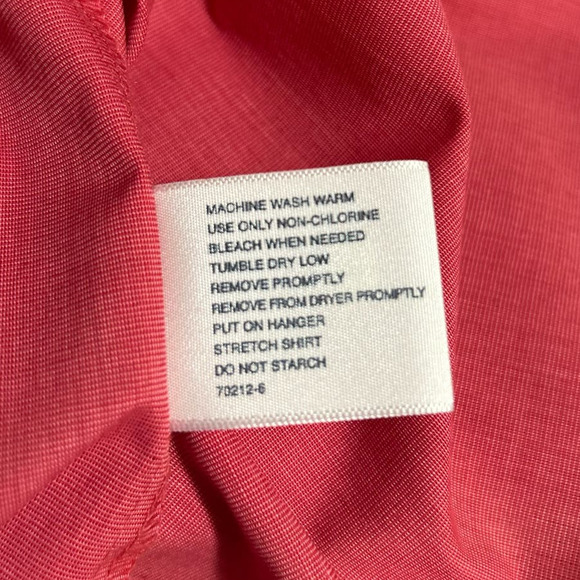 MACHINE WASH WARM
USE ONLY NON-CHLORINE
BLEACH WHEN NEEDED
TUMBLE DRY LOW
REMOVE PROMPTLY
REMOVE FROM DRYER PROMPTLY
PUT ON HANGER
STRETCH SHIRT
DO NOT STARCH
70212-6